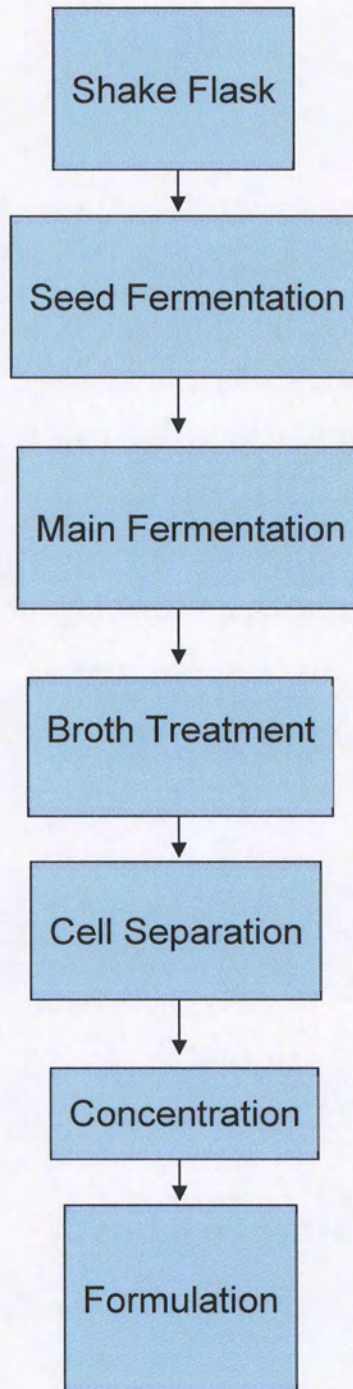 Shake Flask
Seed Fermentation
Main Fermentation
Broth Treatment
Cell Separation
Concentration
Formulation